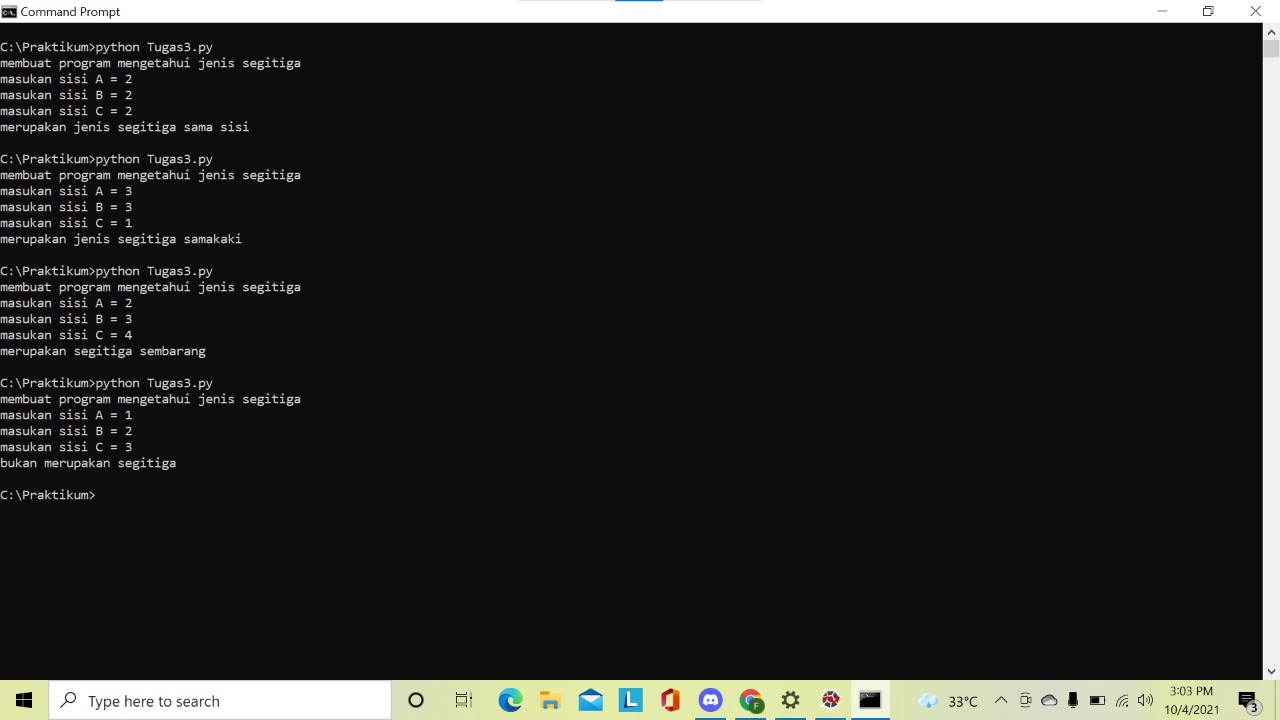 Command Prompt
C:\Praktikum>python Tugas3.py
membuat program mengetahui jenis segitiga
masukan sisi A = 2
masukan sisi B = 2
masukan sisi C = 2
merupakan jenis segitiga sama sisi
C:\Praktikum>python Tugas3.py
membuat program mengetahui jenis segitiga
masukan sisi A = 3
masukan sisi B = 3
masukan sisi C = 1
merupakan jenis segitiga samakaki
C:\Praktikum>python Tugas3.py
membuat program mengetahui jenis segitiga
masukan sisi A = 2
masukan sisi B = 3
masukan sisi C = 4
merupakan segitiga sembarang
C:\Praktikum>python Tugas3.py
membuat program mengetahui jenis segitiga
masukan sisi A = 1
masukan sisi B = 2
masukan sisi C = 3
bukan merupakan segitiga
C:\Praktikum>
Type here to search
L
F
33°C
3:03 PM
10/4/2021
3